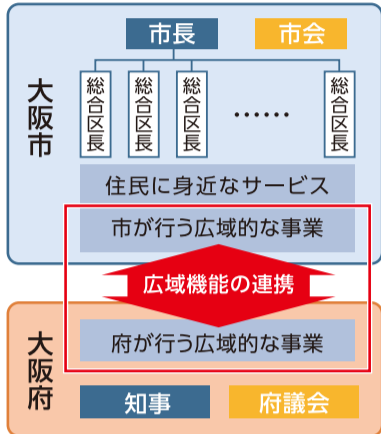 市長
市会
総合区長
総合区長
総合区長
……
総合区長
大阪市
住民に身近なサービス
市が行う広域的な事業
広域機能の連携
大阪府
府が行う広域的な事業
知事
府議会